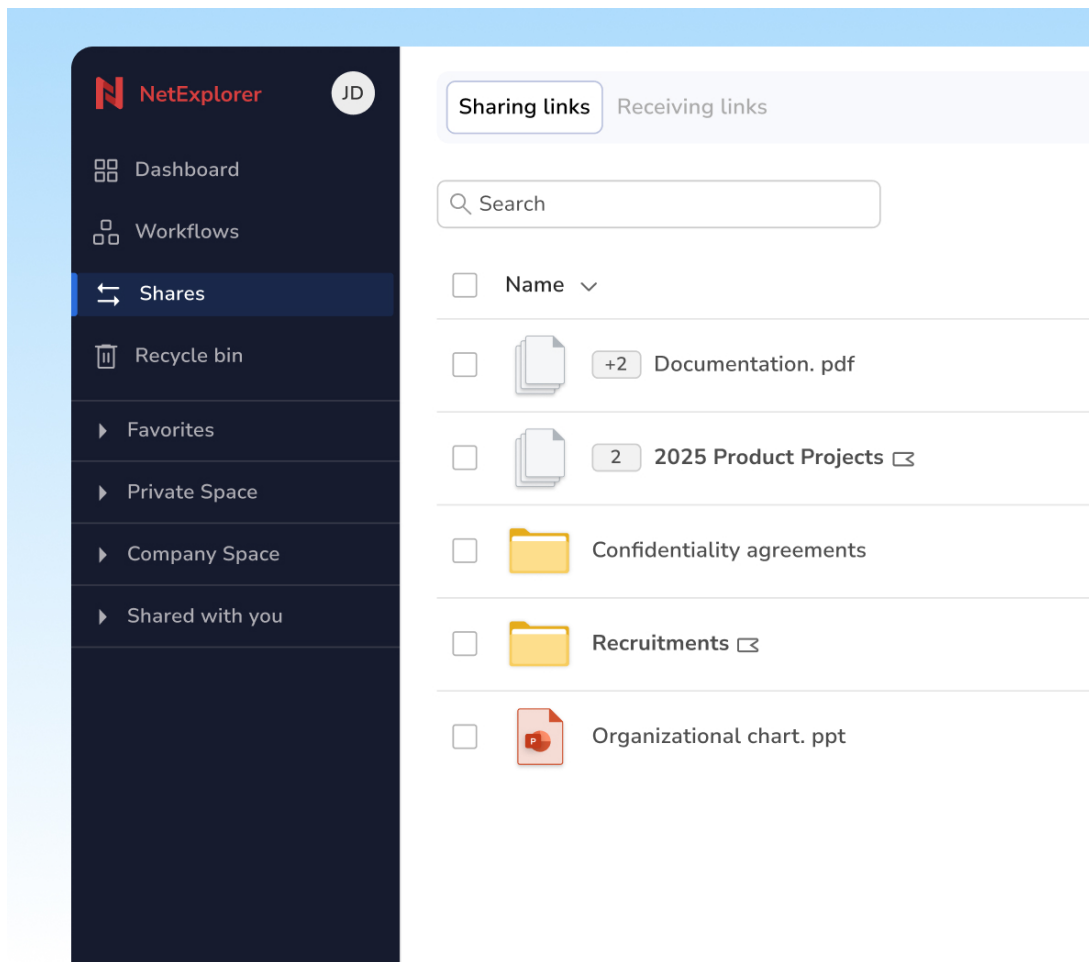 NetExplorer
JD
Dashboard
Workflows
Shares
Recycle bin
Favorites
Private Space
Company Space
Shared with you
Sharing links
Receiving links
Search
Name
+2 Documentation. pdf
2 2025 Product Projects
Confidentiality agreements
Recruitments
P
Organizational chart. ppt